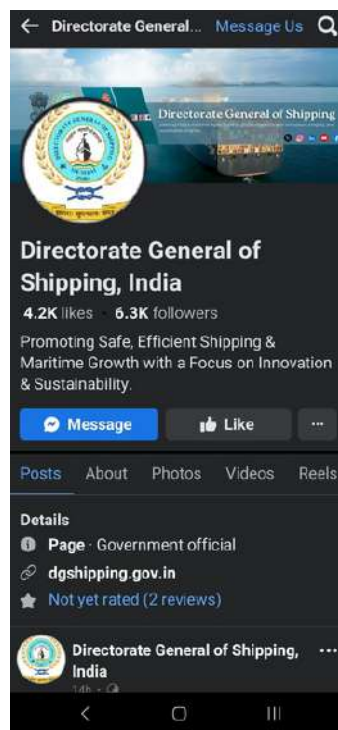 Directorate General... Message Us
Directorate General of Shipping
Directorate General of
Shipping, India
4.2K likes 6.3K followers
Promoting Safe, Efficient Shipping &
Maritime Growth with a Focus on Innovation
& Sustainability.
Message
Like
Posts About Photos Videos Reels
Details
Page · Government official
dgshipping.gov.in
Not yet rated (2 reviews)
Directorate General of Shipping,
India
14h